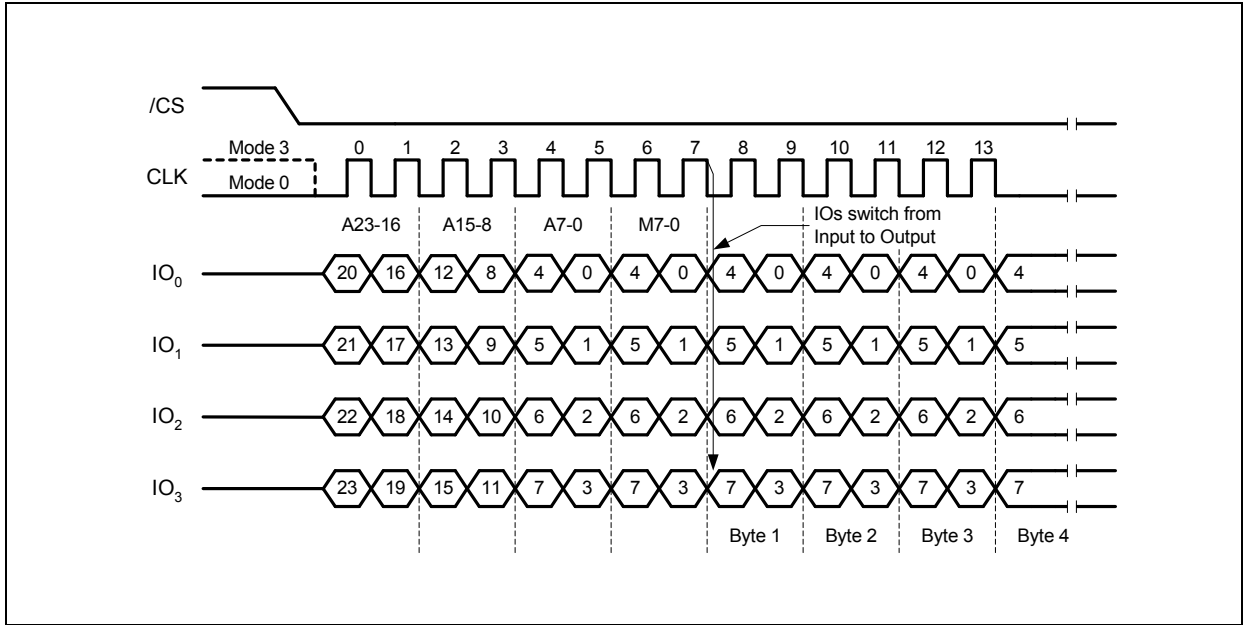 /CS
Mode 3
0 1 2 3 4 5 6 7 8 9 10 11 12 13
CLK
Mode 0
A23-16 A15-8 A7-0 M7-0
IOs switch from
Input to Output
IO0 20 16 12 8 4 0 4 0 4 0 4 0 4 0 4
IO1 21 17 13 9 5 1 5 1 5 1 5 1 5 1 5
IO2 22 18 14 10 6 2 6 2 6 2 6 2 6 2 6
IO3 23 19 15 11 7 3 7 3 7 3 7 3 7 3 7
Byte 1 Byte 2 Byte 3 Byte 4